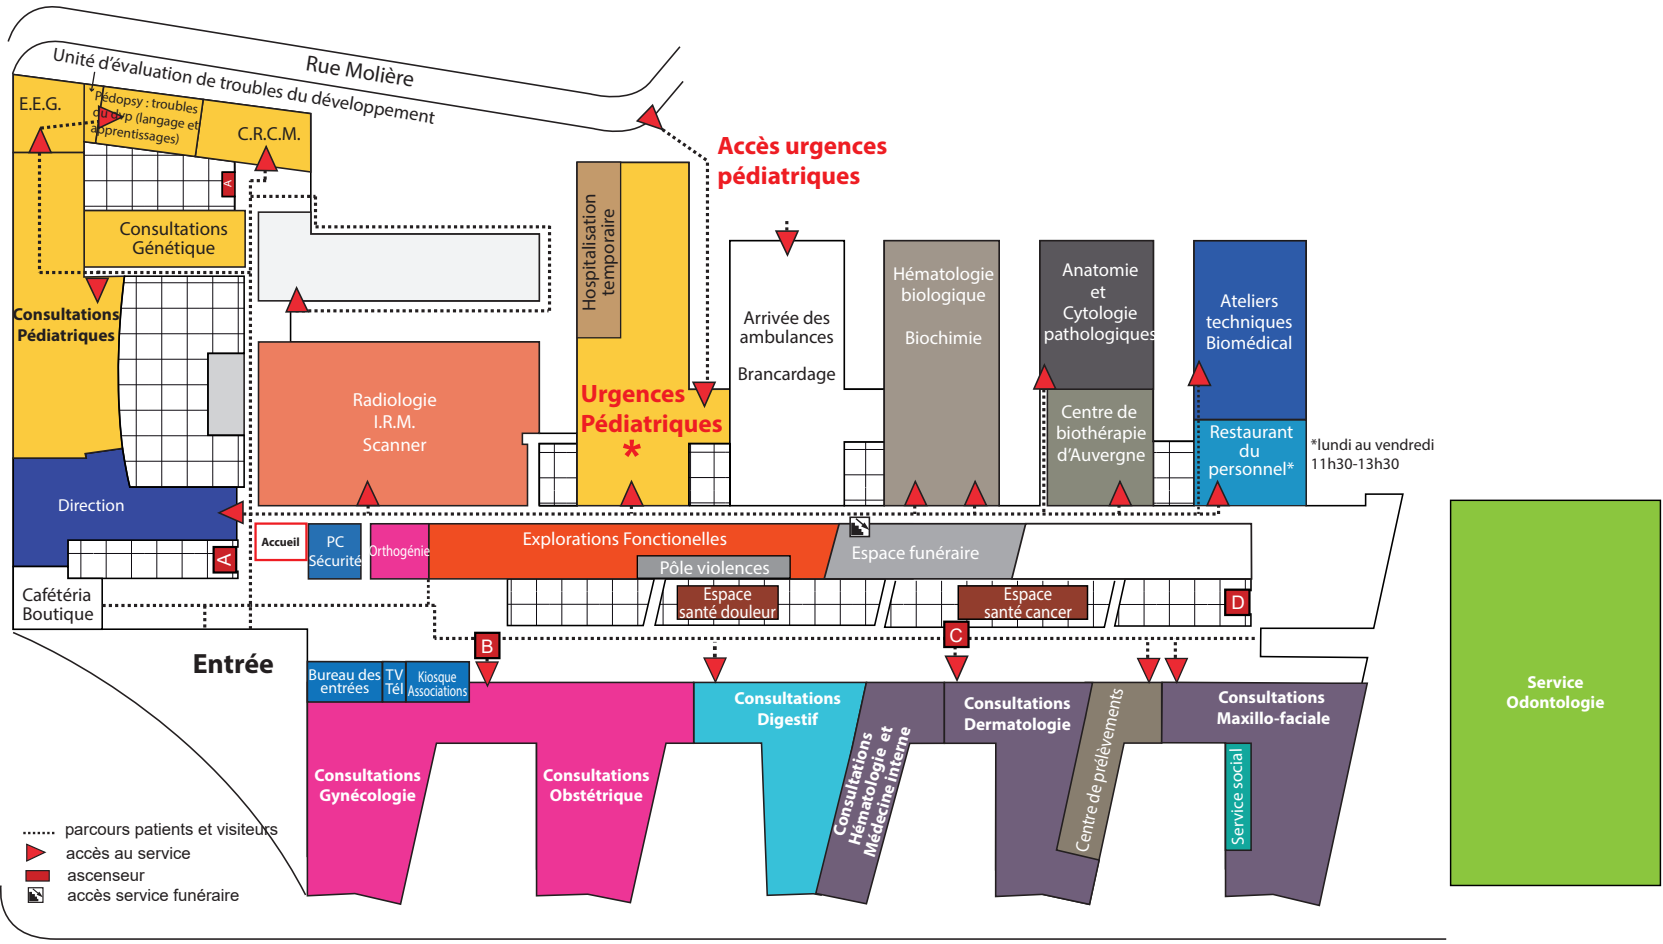 Rue Molière
Unité d’évaluation de troubles du développement
E.E.G.
Pédopsy : troubles
du dvp (langage et
apprentissages)
C.R.C.M.
A
Consultations
Génétique
Consultations
Pédiatriques
Direction
A
Cafétéria
Boutique
Entrée
Accueil
PC
Sécurité
Radiologie
I.R.M.
Scanner
Hospitalisation
temporaire
Urgences
Pédiatriques
*
Accès urgences
pédiatriques
Arrivée des
ambulances
Brancardage
Hématologie
biologique
Biochimie
Anatomie
et
Cytologie
pathologiques
Centre de
biothérapie
d’Auvergne
Ateliers
techniques
Biomédical
Restaurant
du
personnel*
*lundi au vendredi
11h30-13h30
Orthogénie
Explorations Fonctionelles
Pôle violences
Espace funéraire
Espace
santé douleur
Espace
santé cancer
D
B
C
Bureau des
entrées
TV
Tél
Kiosque
Associations
Consultations
Gynécologie
Consultations
Obstétrique
Consultations
Digestif
Consultations
Hématologie et
Médecine interne
Consultations
Dermatologie
Centre de prélèvements
Consultations
Maxillo-faciale
Service social
Service
Odontologie
parcours patients et visiteurs
accès au service
ascenseur
accès service funéraire